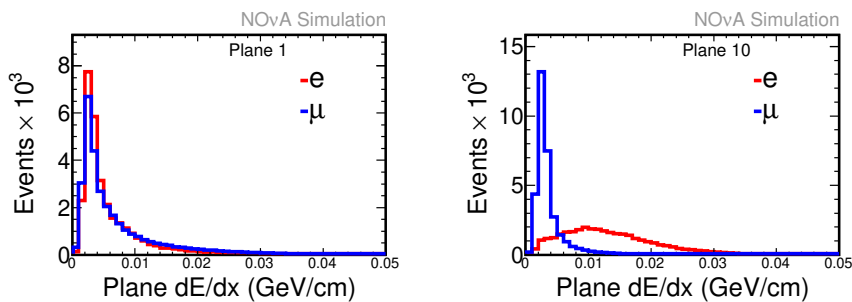 NOνA Simulation
Plane 1
e
μ
Events × 10³
8
6
4
2
0
0 0.01 0.02 0.03 0.04 0.05
Plane dE/dx (GeV/cm)
NOνA Simulation
Plane 10
e
μ
Events × 10³
15
10
5
0
0 0.01 0.02 0.03 0.04 0.05
Plane dE/dx (GeV/cm)